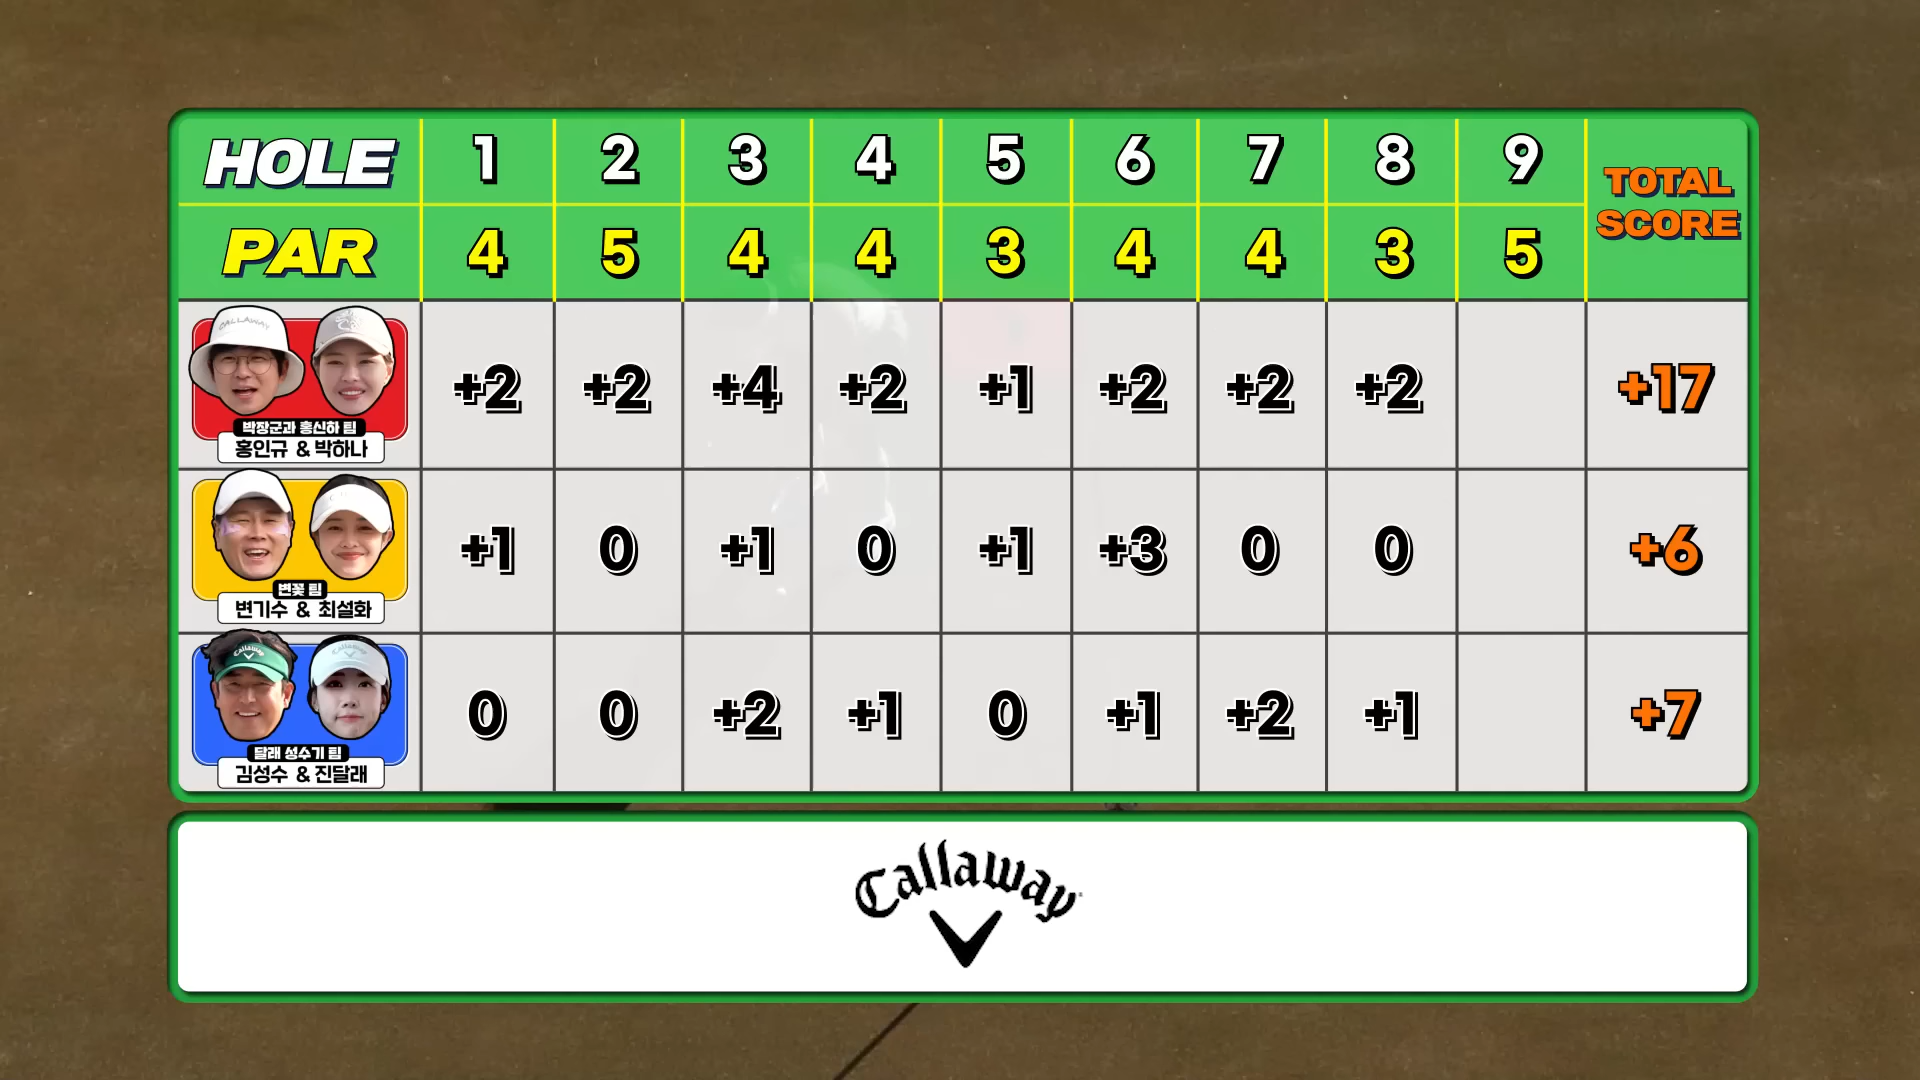 HOLE 1 2 3 4 5 6 7 8 9 TOTAL SCORE
PAR 4 5 4 4 3 4 4 3 5
CALLAWAY
박장군과 홍신하 팀
홍인규 & 박하나
+2 +2 +4 +2 +1 +2 +2 +2 +17
변꽃 팀
변기수 & 최설화
+1 0 +1 0 +1 +3 0 0 +6
Callaway
Callaway
달래 성수기 팀
김성수 & 진달래
0 0 +2 +1 0 +1 +2 +1 +7
Callaway